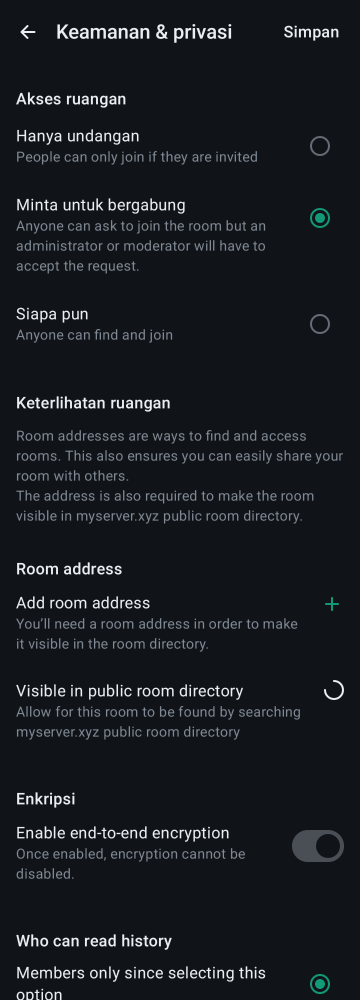 Keamanan & privasi
Simpan
Akses ruangan
Hanya undangan
People can only join if they are invited
Minta untuk bergabung
Anyone can ask to join the room but an
administrator or moderator will have to
accept the request.
Siapa pun
Anyone can find and join
Keterlihatan ruangan
Room addresses are ways to find and access
rooms. This also ensures you can easily share your
room with others.
The address is also required to make the room
visible in myserver.xyz public room directory.
Room address
Add room address
You’ll need a room address in order to make
it visible in the room directory.
Visible in public room directory
Allow for this room to be found by searching
myserver.xyz public room directory
Enkripsi
Enable end-to-end encryption
Once enabled, encryption cannot be
disabled.
Who can read history
Members only since selecting this
option